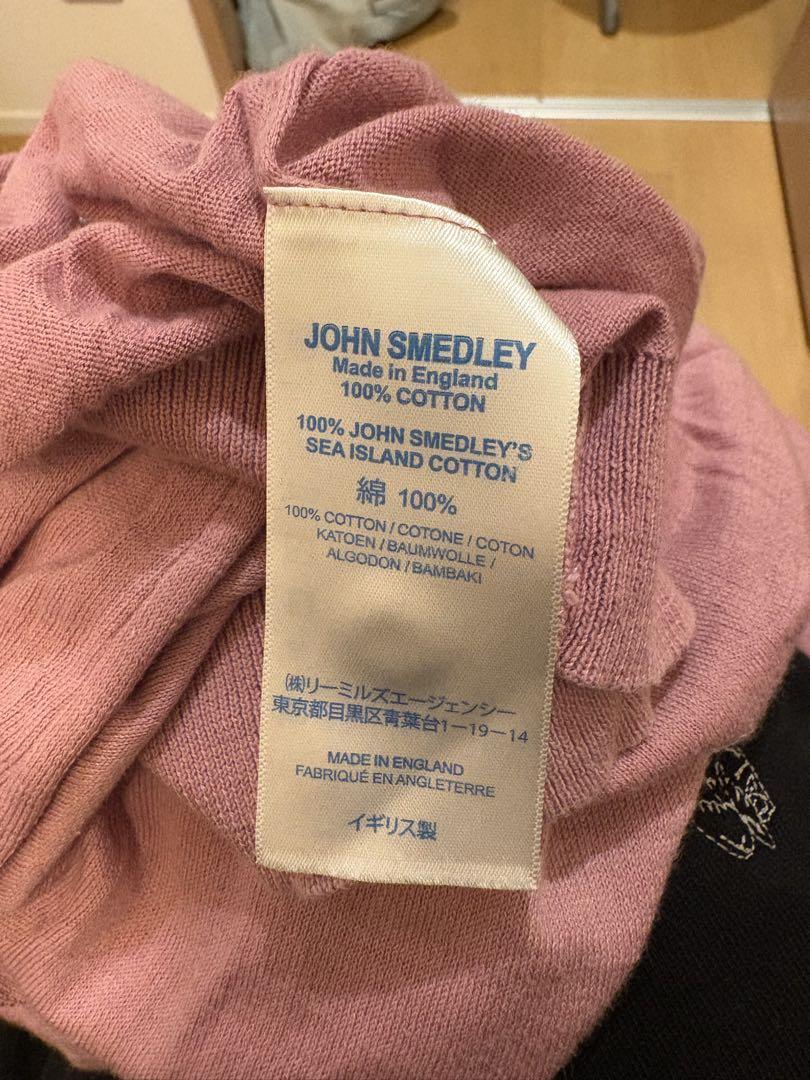 JOHN SMEDLEY
Made in England
100% COTTON
100% JOHN SMEDLEY'S
SEA ISLAND COTTON
綿 100%
100% COTTON / COTONE / COTON
KATOEN / BAUMWOLLE /
ALGODON / BAMBAKI
(株)リーミルズエージェンシー
東京都目黒区青葉台1-19-14
MADE IN ENGLAND
FABRIQUÉ EN ANGLETERRE
イギリス製